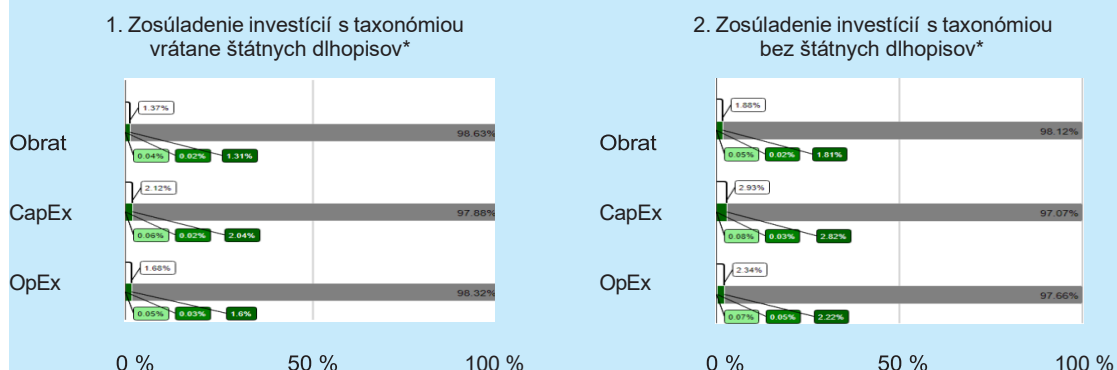 1. Zosúladenie investícií s taxonómiou
vrátane štátnych dlhopisov*
1.37%
Obrat
98.63%
0.04% 0.02% 1.31%
2.12%
CapEx
97.88%
0.06% 0.02% 2.04%
1.68%
OpEx
98.32%
0.05% 0.03% 1.6%
0 % 50 % 100 %
2. Zosúladenie investícií s taxonómiou
bez štátnych dlhopisov*
1.88%
Obrat
98.12%
0.05% 0.02% 1.81%
2.93%
CapEx
97.07%
0.08% 0.03% 2.82%
2.34%
OpEx
97.66%
0.07% 0.05% 2.22%
0 % 50 % 100 %